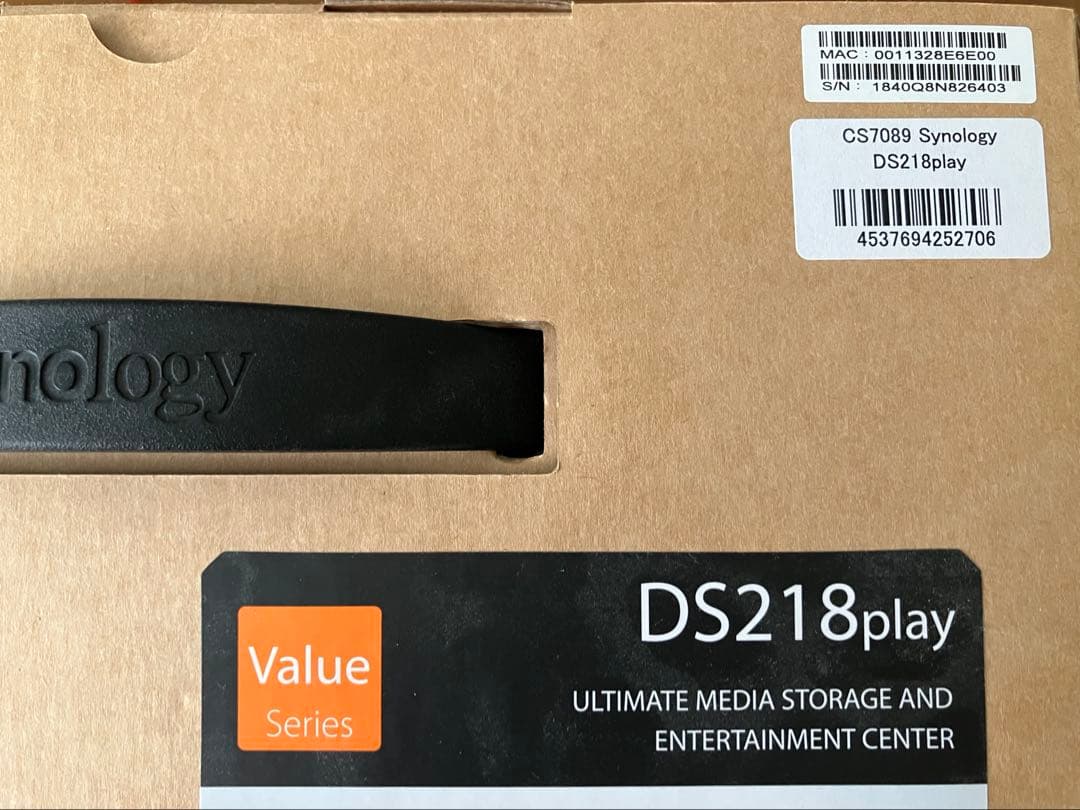 MAC : 0011328E6E00
S/N : 1840Q8N826403
CS7089 Synology
DS218play
4537694252706
nology
Value
Series
DS218play
ULTIMATE MEDIA STORAGE AND
ENTERTAINMENT CENTER